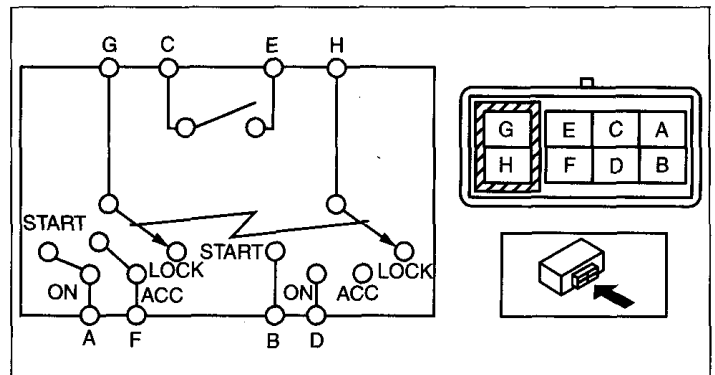 G C E H
G E C A
H F D B
START
START
LOCK
LOCK
ON
ACC
ON
ACC
A F B D